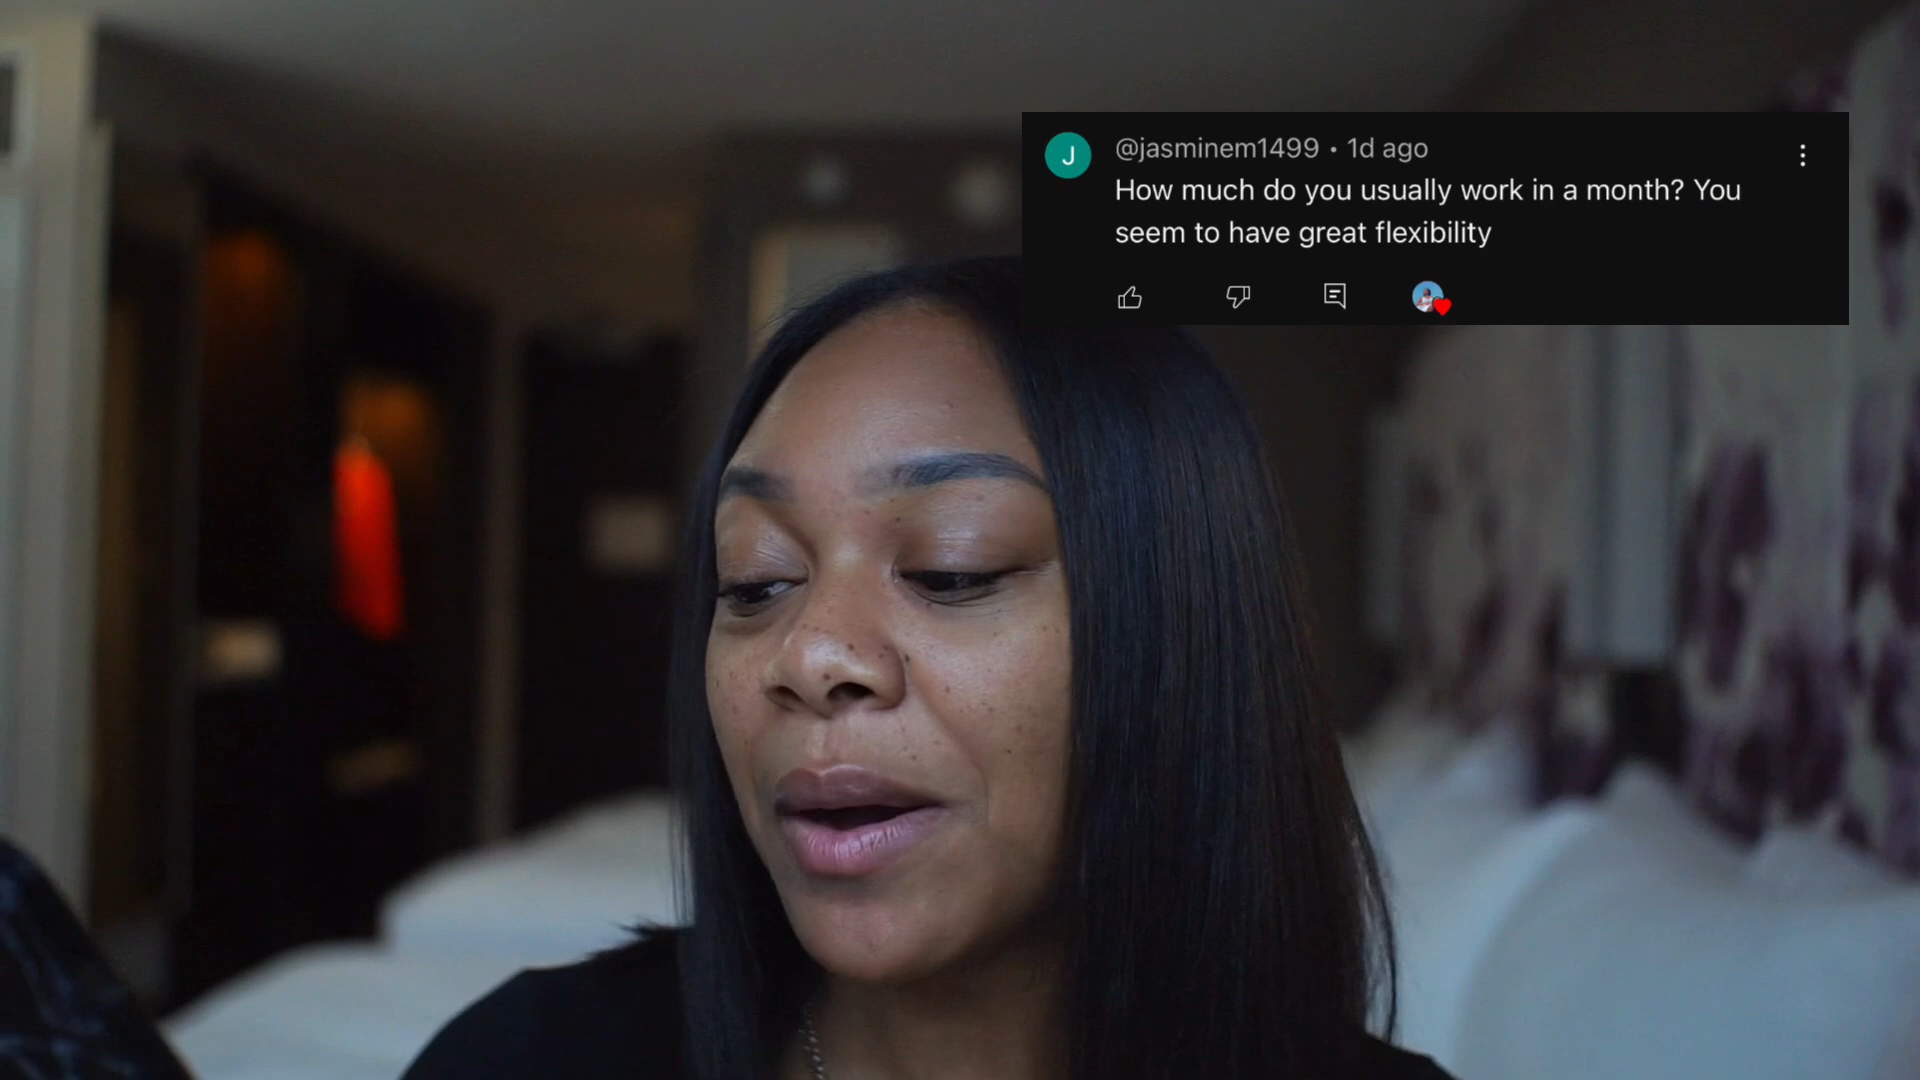 J
@jasminem1499 • 1d ago
How much do you usually work in a month? You
seem to have great flexibility